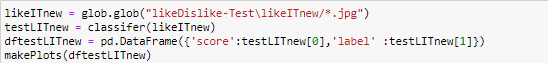 likeITnew = glob.glob("likeDislike-Test\likeITnew/*.jpg")
testLITnew = classifer(likeITnew)
dftestLITnew = pd.DataFrame({'score':testLITnew[0],'label' :testLITnew[1]})
makePlots(dftestLITnew)